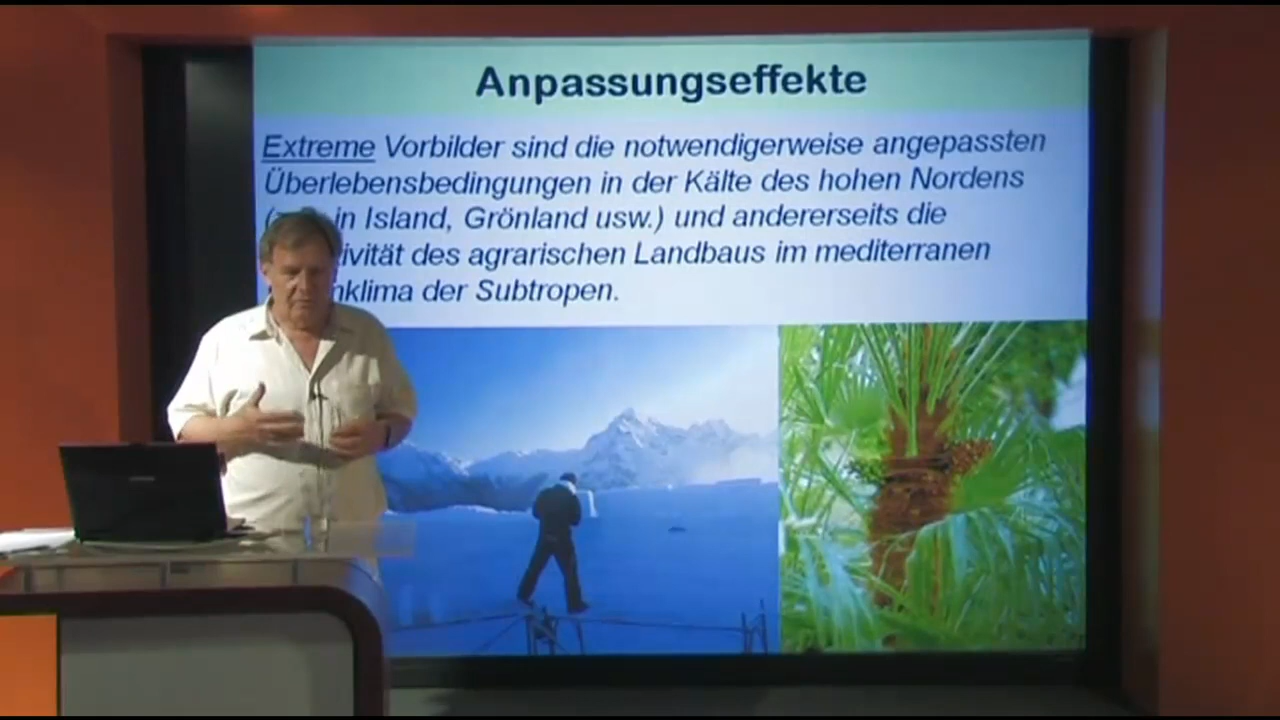 Anpassungseffekte
Extreme Vorbilder sind die notwendigerweise angepassten
Überlebensbedingungen in der Kälte des hohen Nordens
in Island, Grönland usw.) und andererseits die
des agrarischen Landbaus im mediterranen
der Subtropen.